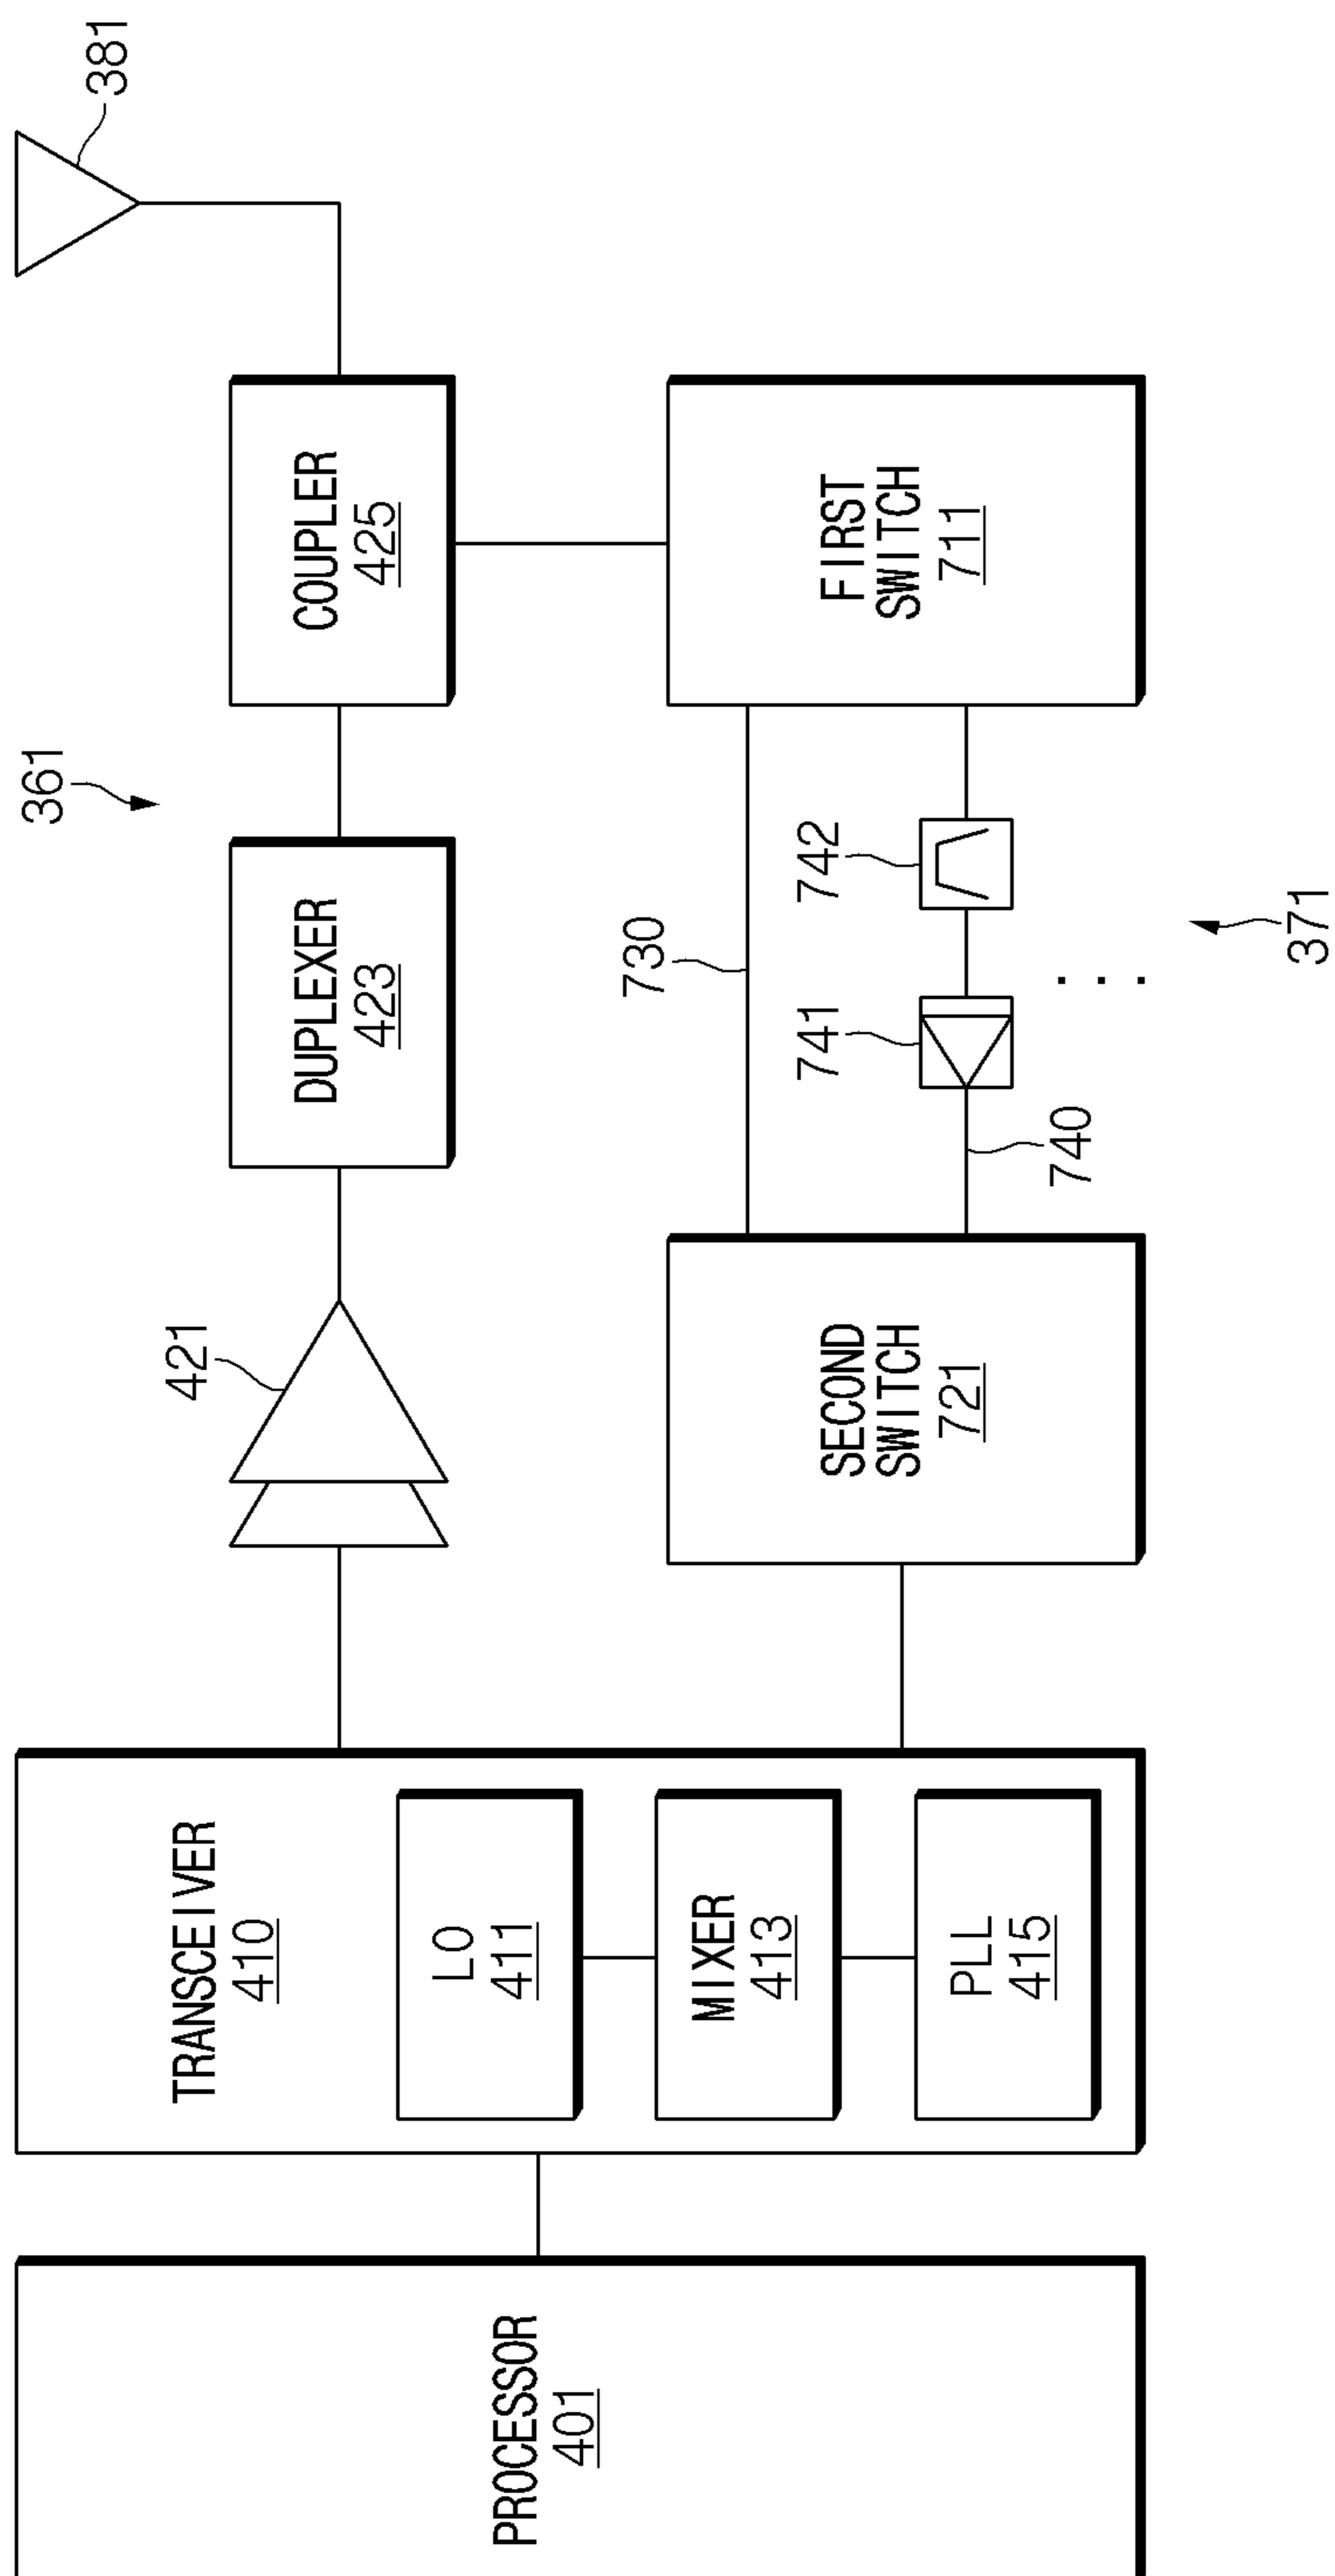 361
381
421
DUPLEXER
423
COUPLER
425
TRANSCEIVER
410
LO
411
MIXER
413
PLL
415
PROCESSOR
401
730
SECOND
SWITCH
721
FIRST
SWITCH
711
741
742
740
371